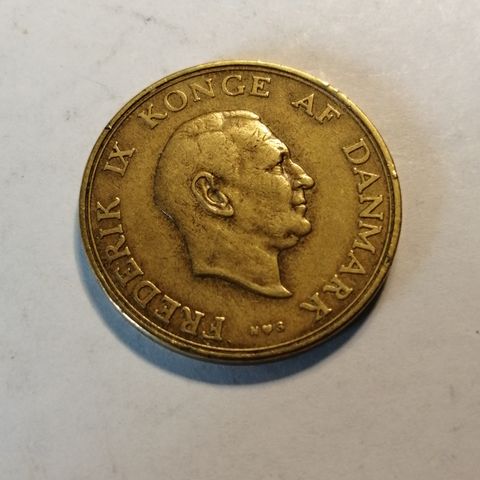 FREDERIK IX KONGE AF DANMARK
N♥S